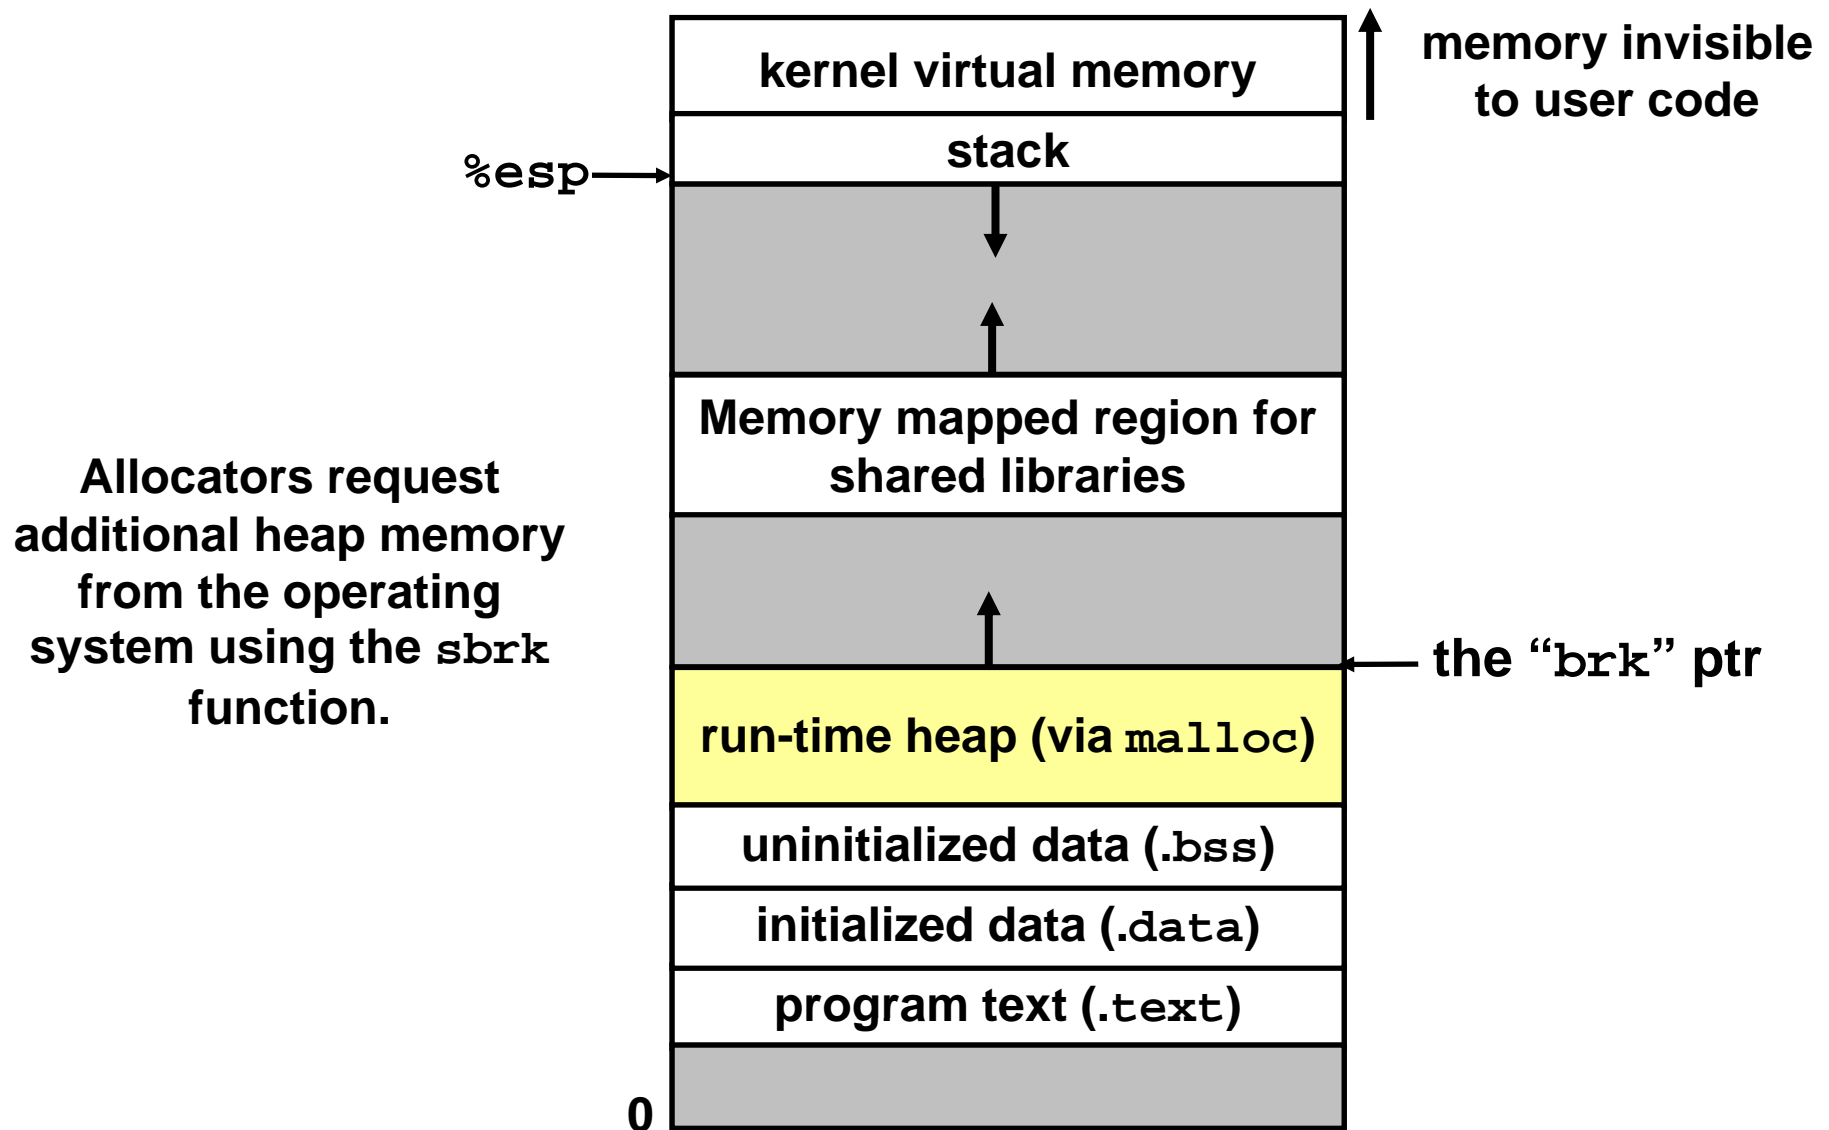 kernel virtual memory
memory invisible
to user code
stack
%esp
Memory mapped region for
shared libraries
Allocators request
additional heap memory
from the operating
system using the sbrk
function.
the “brk” ptr
run-time heap (via malloc)
uninitialized data (.bss)
initialized data (.data)
program text (.text)
0